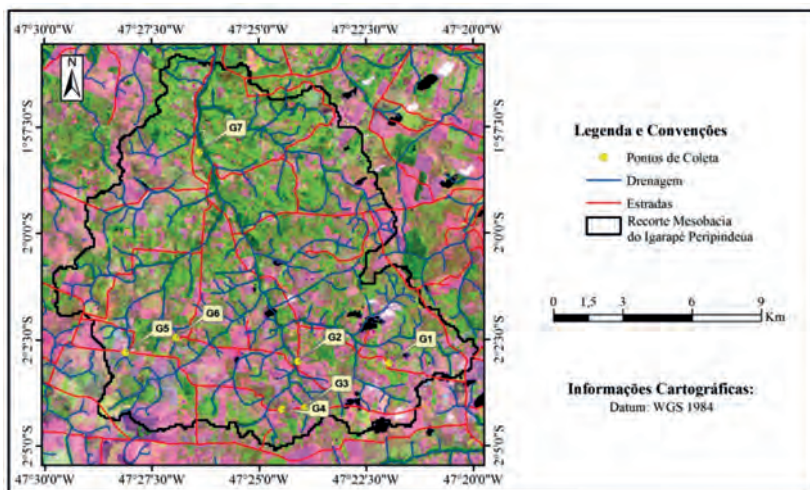 47°30'0"W 47°27'30"W 47°25'0"W 47°22'30"W 47°20'0"W
N
1°57'30"S
1°57'30"S
2°0'0"S
2°0'0"S
2°2'30"S
2°2'30"S
2°5'0"S
2°5'0"S
G7
G5
G6
G2
G1
G3
G4
47°30'0"W 47°27'30"W 47°25'0"W 47°22'30"W 47°20'0"W
Legenda e Convenções
Pontos de Coleta
Drenagem
Estradas
Recorte Mesobacia
do Igarapé Peripindeua
0 1,5 3 6 9
Km
Informações Cartográficas:
Datum: WGS 1984